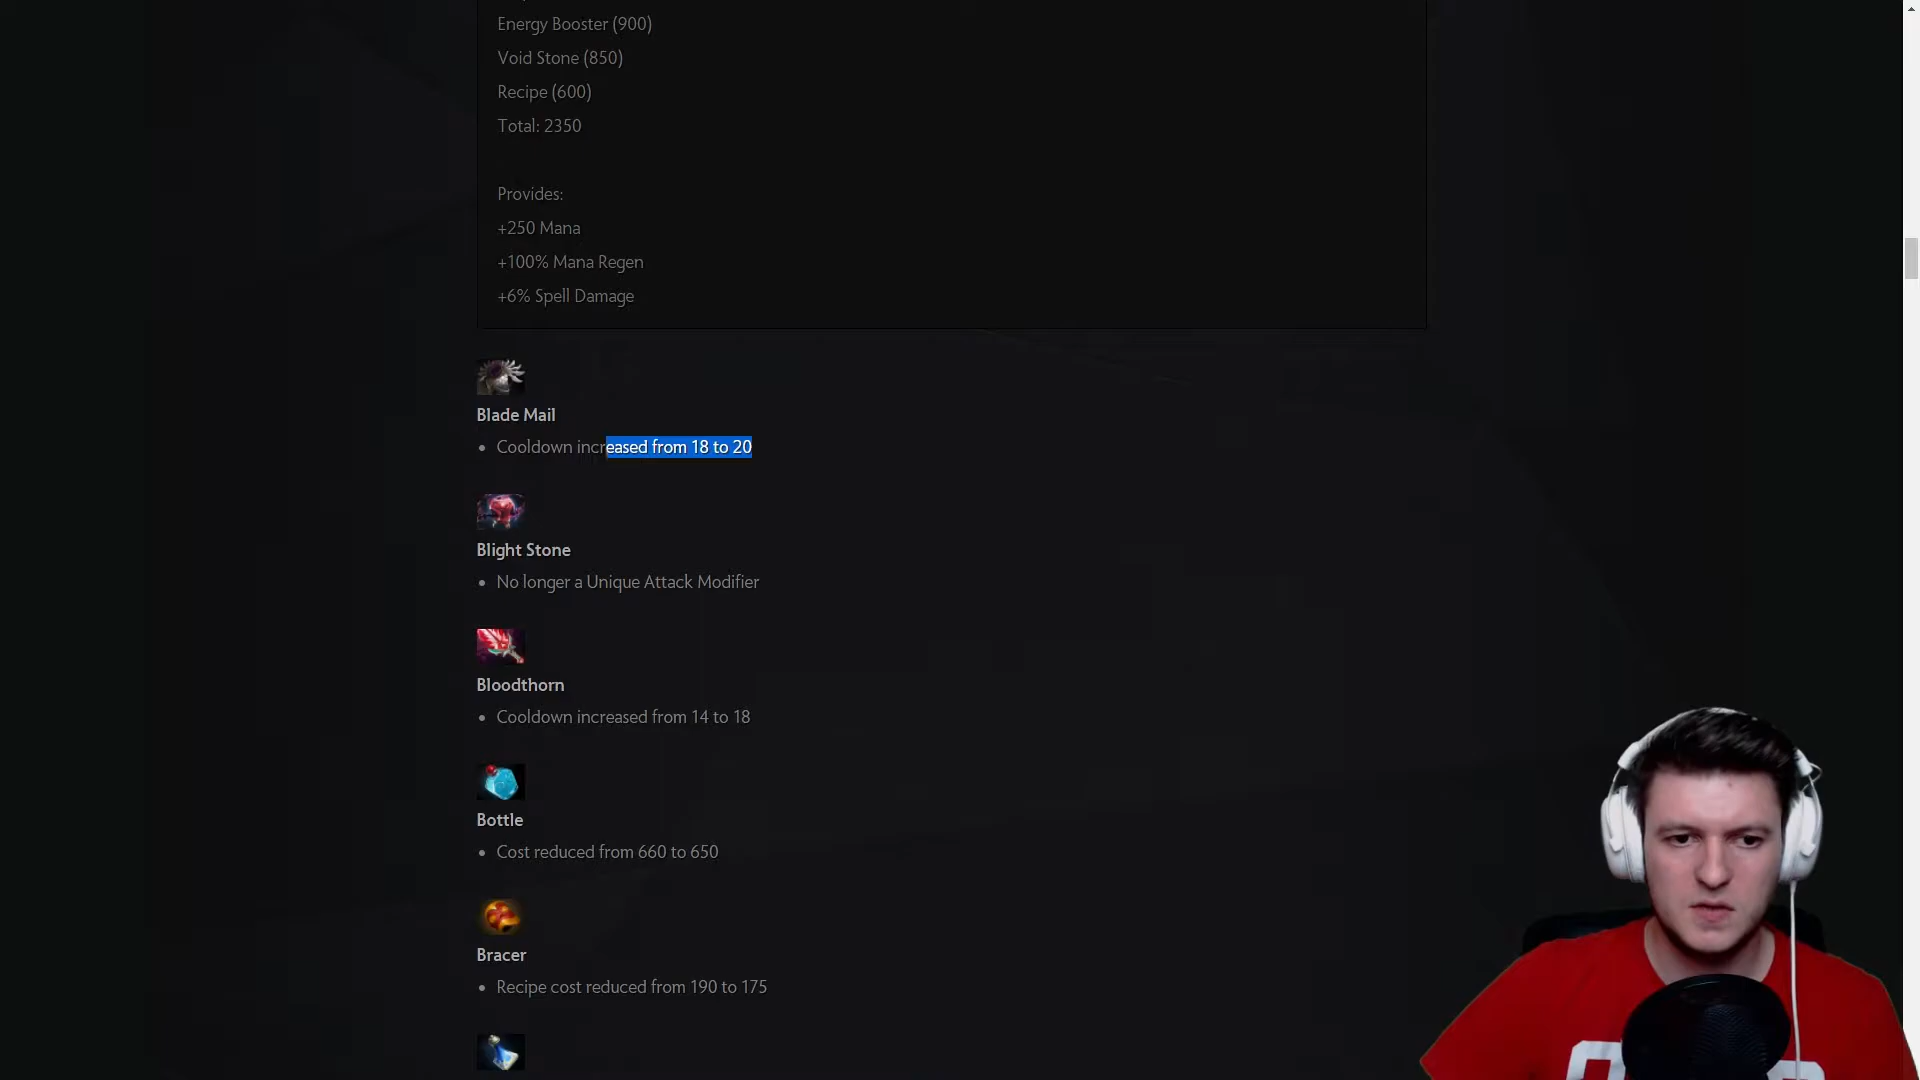 Energy Booster (900)
Void Stone (850)
Recipe (600)
Total: 2350
Provides:
+250 Mana
+100% Mana Regen
+6% Spell Damage
Blade Mail
• Cooldown increased from 18 to 20
Blight Stone
• No longer a Unique Attack Modifier
Bloodthorn
• Cooldown increased from 14 to 18
Bottle
• Cost reduced from 660 to 650
Bracer
• Recipe cost reduced from 190 to 175